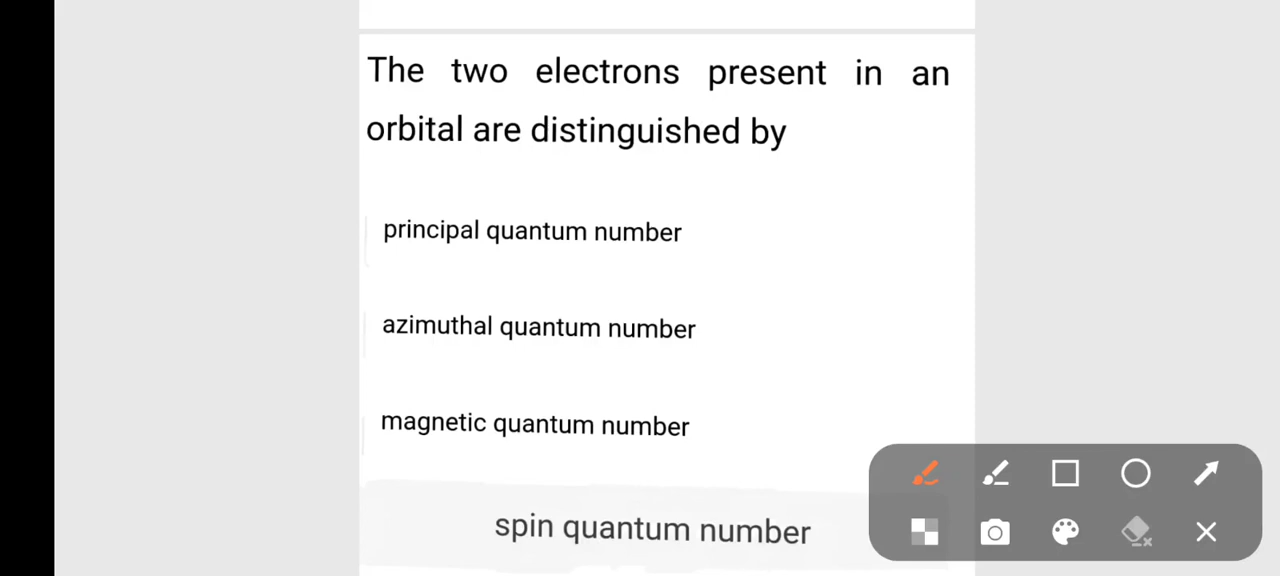 The two electrons present in an
orbital are distinguished by
principal quantum number
azimuthal quantum number
magnetic quantum number
spin quantum number